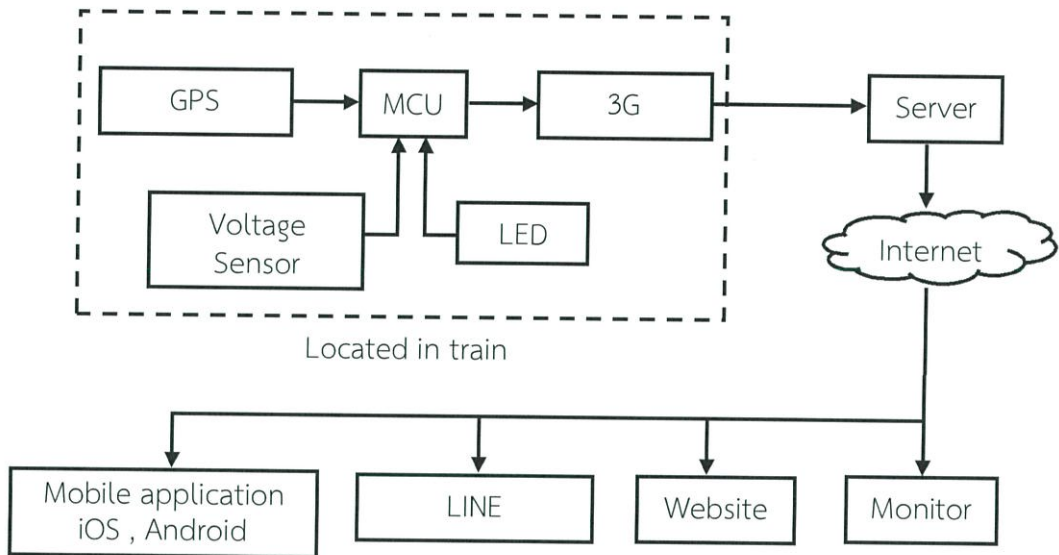 GPS
MCU
3G
Server
Voltage
Sensor
LED
Internet
Located in train
Mobile application
iOS , Android
LINE
Website
Monitor